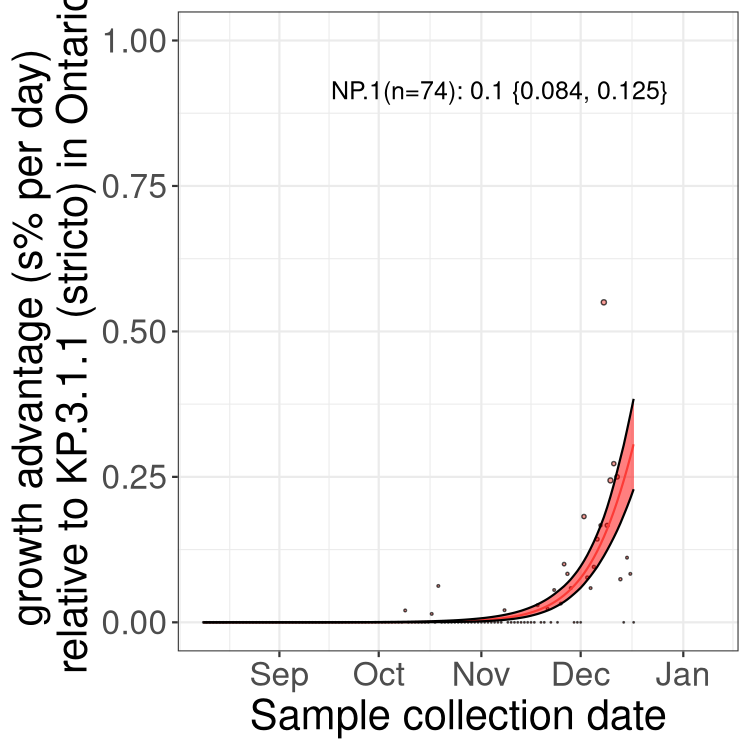 growth advantage (s% per day)
relative to KP.3.1.1 (stricto) in Ontario
1.00
0.75
0.50
0.25
0.00
NP.1(n=74): 0.1 {0.084, 0.125}
Sep Oct Nov Dec Jan
Sample collection date